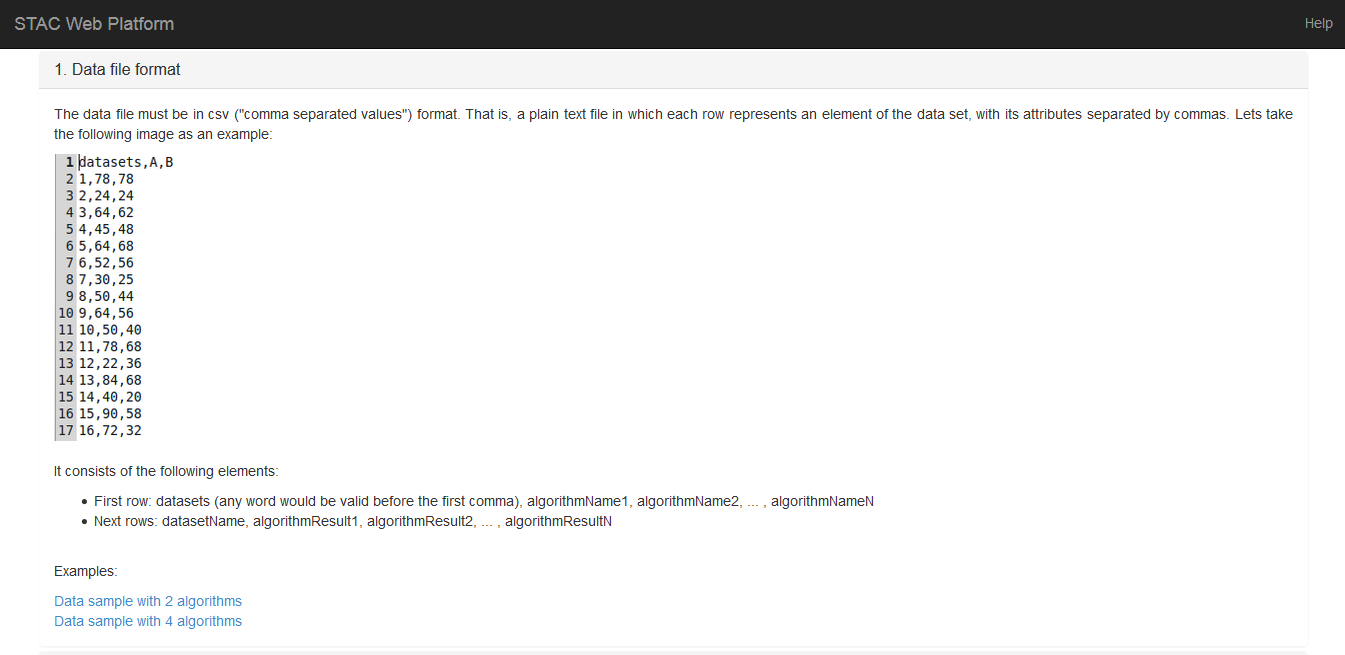 STAC Web Platform
Help
1. Data file format
The data file must be in csv ("comma separated values") format. That is, a plain text file in which each row represents an element of the data set, with its attributes separated by commas. Lets take
the following image as an example:
1 datasets,A,B
2 1,78,78
3 2,24,24
4 3,64,62
5 4,45,48
6 5,64,68
7 6,52,56
8 7,30,25
9 8,50,44
10 9,64,56
11 10,50,40
12 11,78,68
13 12,22,36
14 13,84,68
15 14,40,20
16 15,90,58
17 16,72,32
It consists of the following elements:
• First row: datasets (any word would be valid before the first comma), algorithmName1, algorithmName2, ... , algorithmNameN
• Next rows: datasetName, algorithmResult1, algorithmResult2, ... , algorithmResultN
Examples:
Data sample with 2 algorithms
Data sample with 4 algorithms